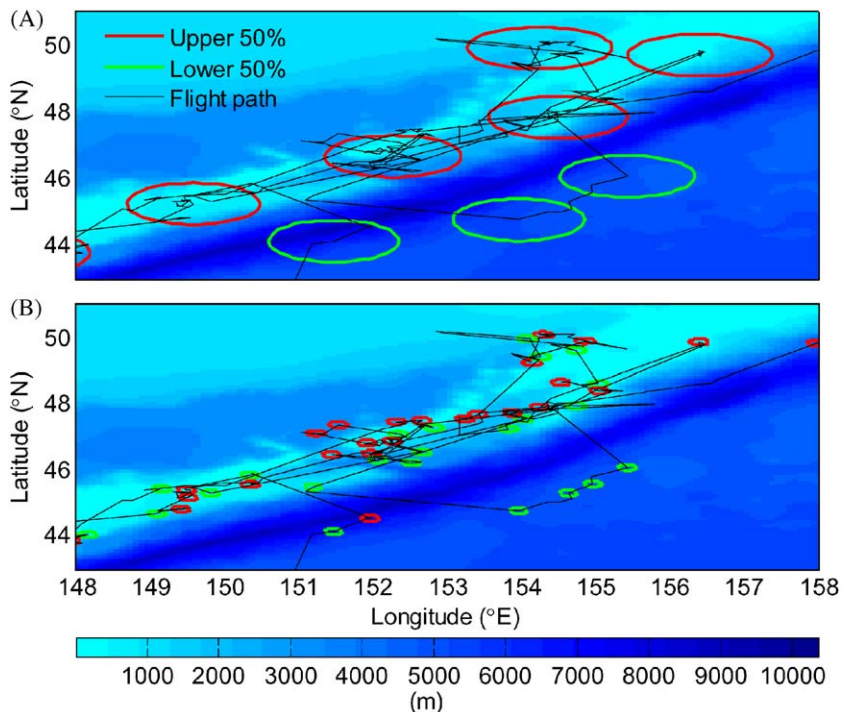 (A)
50
48
46
44
Latitude (°N)
Upper 50%
Lower 50%
Flight path
(B)
50
48
46
44
Latitude (°N)
148 149 150 151 152 153 154 155 156 157 158
Longitude (°E)
1000 2000 3000 4000 5000 6000 7000 8000 9000 10000
(m)